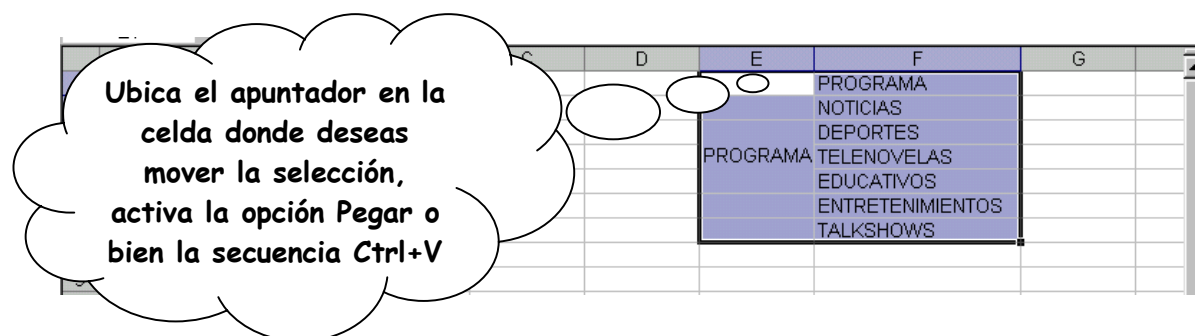 Ubica el apuntador en la
celda donde deseas
mover la selección,
activa la opción Pegar o
bien la secuencia Ctrl+V
D E F G
PROGRAMA
NOTICIAS
DEPORTES
PROGRAMA TELENOVELAS
EDUCATIVOS
ENTRETENIMIENTOS
TALKSHOWS